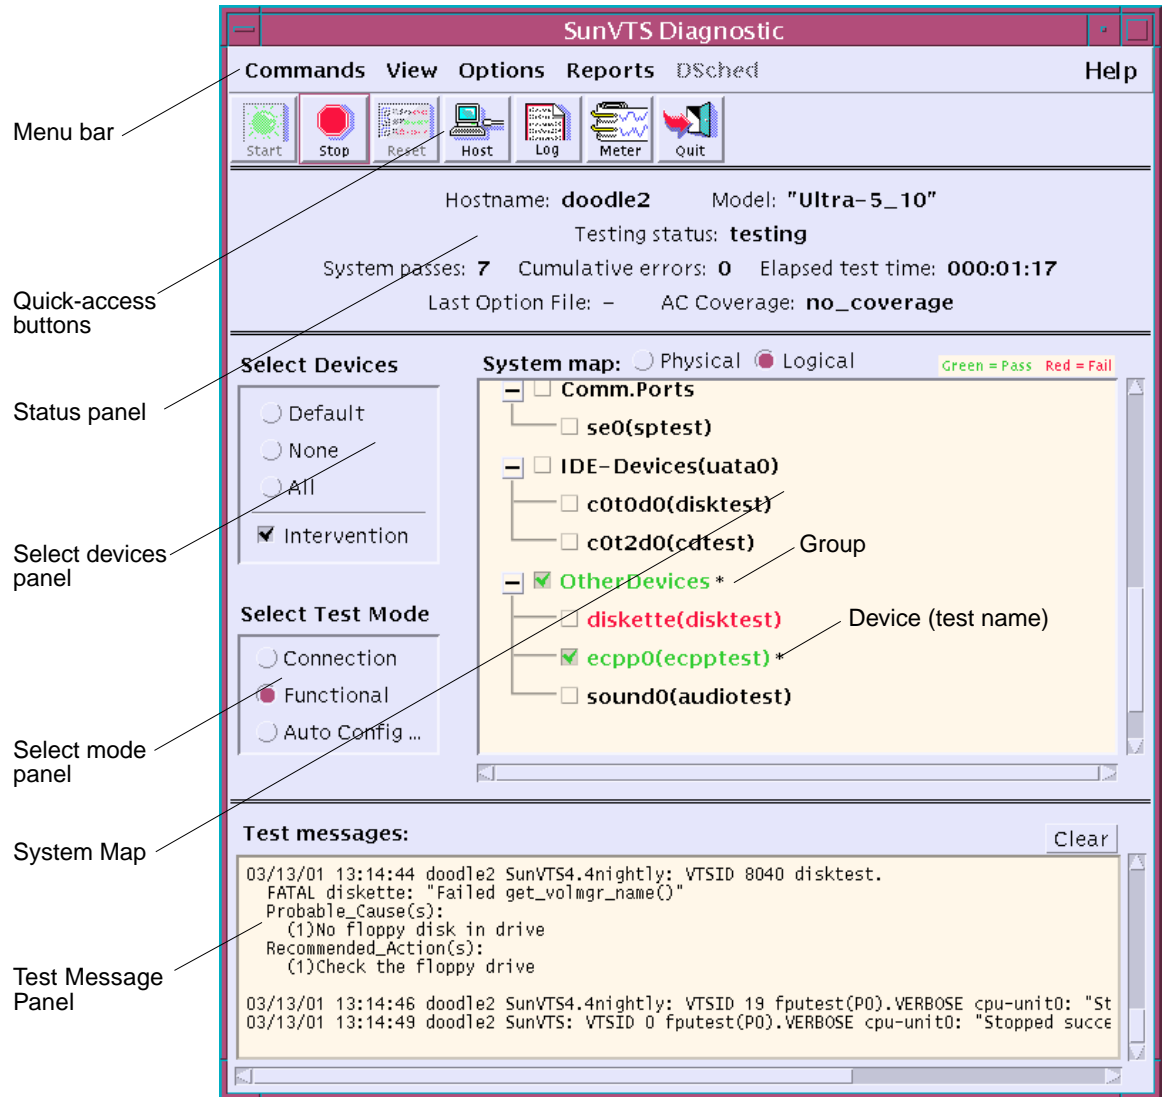 SunVTS Diagnostic
Commands View Options Reports DSched Help
Menu bar
Start Stop Reset Host Log Meter Quit
Hostname: doodle2 Model: "Ultra-5_10"
Testing status: testing
System passes: 7 Cumulative errors: 0 Elapsed test time: 000:01:17
Last Option File: - AC Coverage: no_coverage
Quick-access
buttons
Status panel
Select Devices
Default
None
All
Intervention
Select devices
panel
Select Test Mode
Connection
Functional
Auto Config ...
Select mode
panel
System map: Physical Logical Green = Pass Red = Fail
Comm.Ports
se0(sptest)
IDE-Devices(uata0)
c0t0d0(disktest)
c0t2d0(cdtest)
OtherDevices *
diskette(disktest)
ecpp0(ecpptest) *
sound0(audiotest)
Group
Device (test name)
System Map
Test messages: Clear
03/13/01 13:14:44 doodle2 SunVTS4.4nightly: VTSID 8040 disktest.
FATAL diskette: "Failed get_volmgr_name()"
Probable_Cause(s):
(1)No floppy disk in drive
Recommended_Action(s):
(1)Check the floppy drive
03/13/01 13:14:46 doodle2 SunVTS4.4nightly: VTSID 19 fputest(P0).VERBOSE cpu-unit0: "St
03/13/01 13:14:49 doodle2 SunVTS: VTSID 0 fputest(P0).VERBOSE cpu-unit0: "Stopped succe
Test Message
Panel